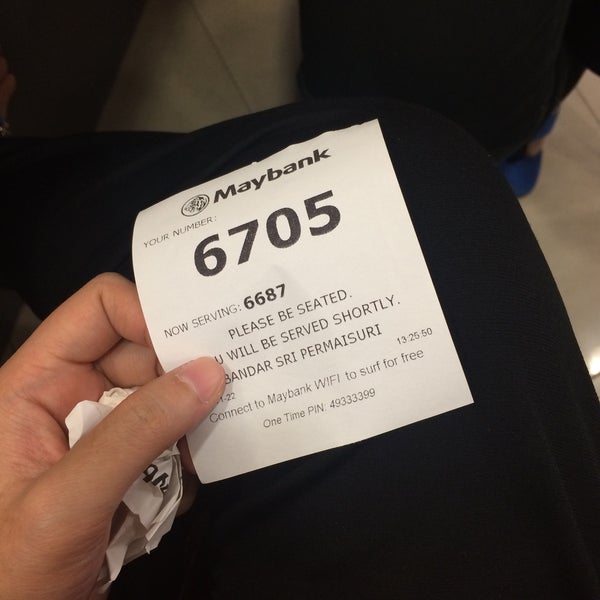 Maybank
YOUR NUMBER:
6705
NOW SERVING: 6687
PLEASE BE SEATED.
U WILL BE SERVED SHORTLY.
BANDAR SRI PERMAISURI
-22 13:25.50
Connect to Maybank WIFI to surf for free
One Time PIN: 49333399